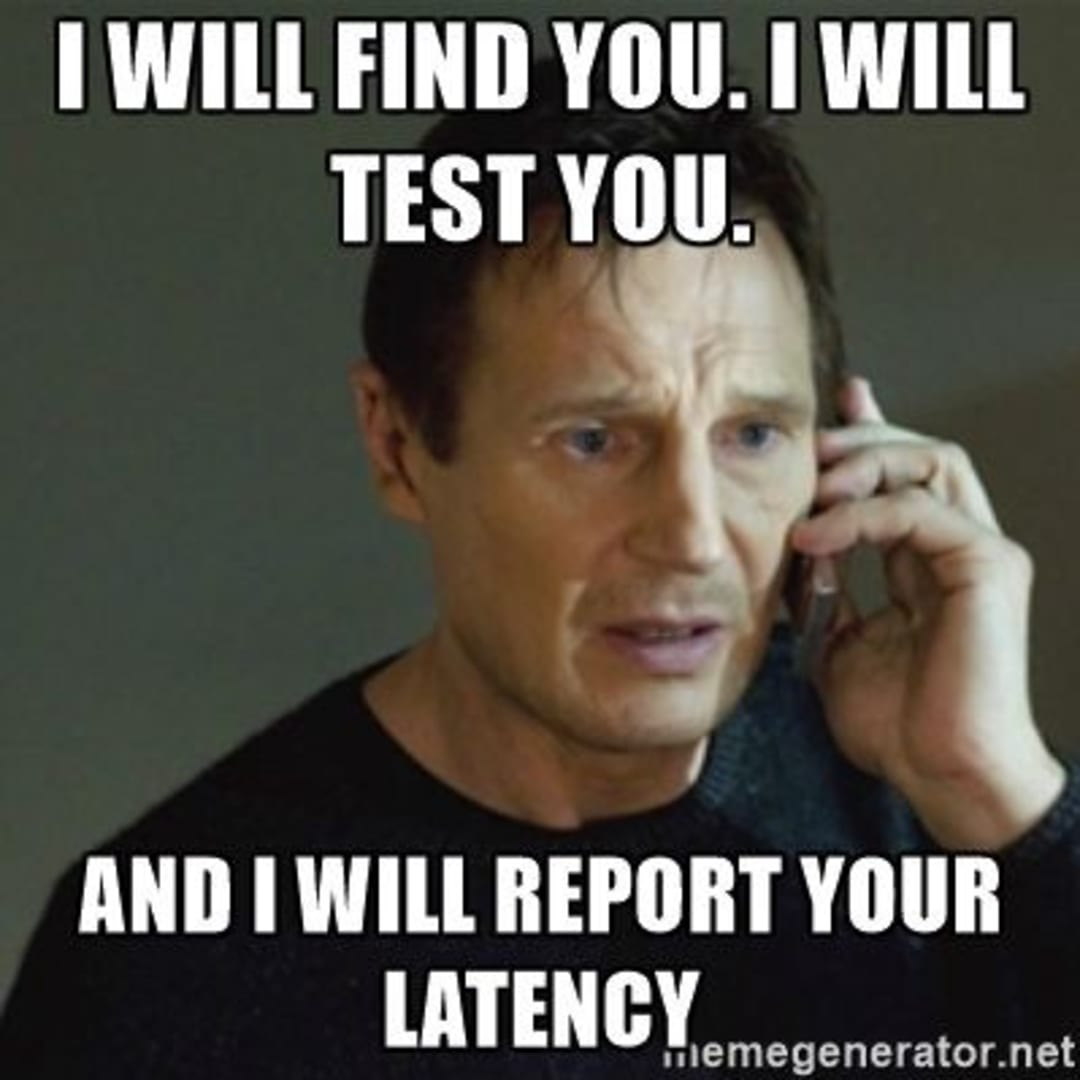 I WILL FIND YOU. I WILL
TEST YOU.
AND I WILL REPORT YOUR
LATENCY
memegenerator.net